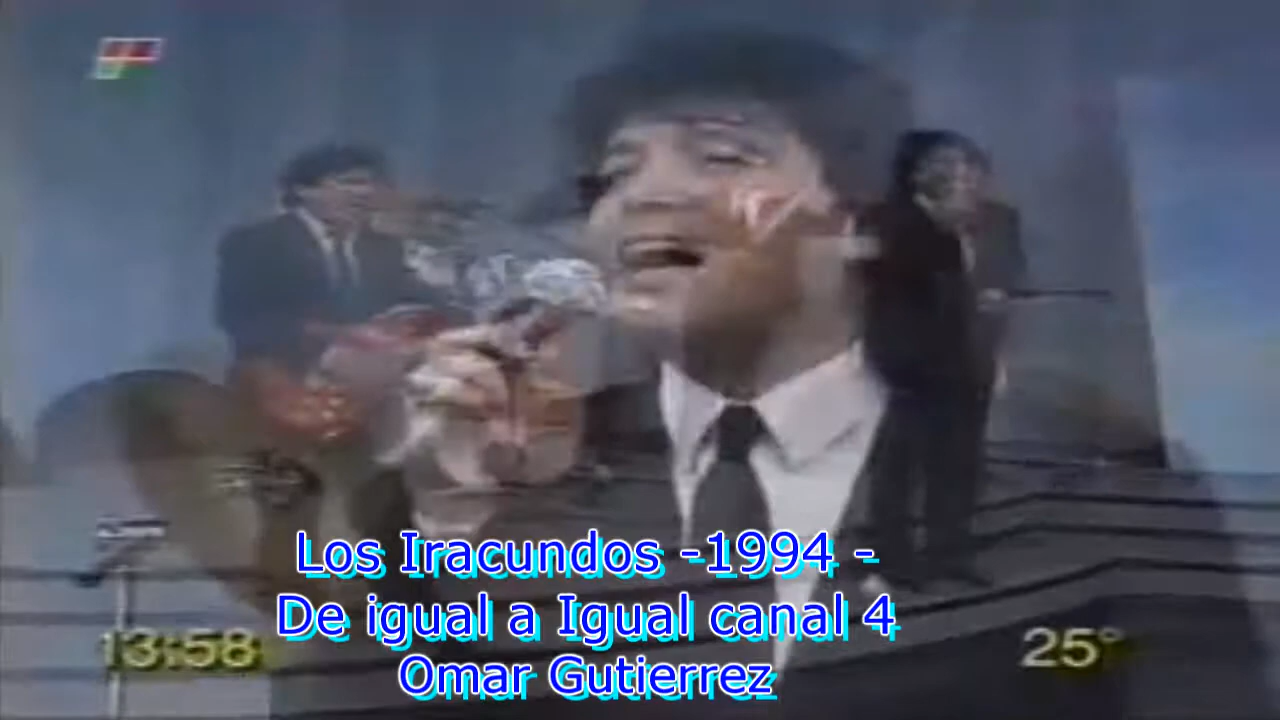 Los Iracundos -1994 -
De igual a Igual canal 4
Omar Gutierrez
13:58
25°